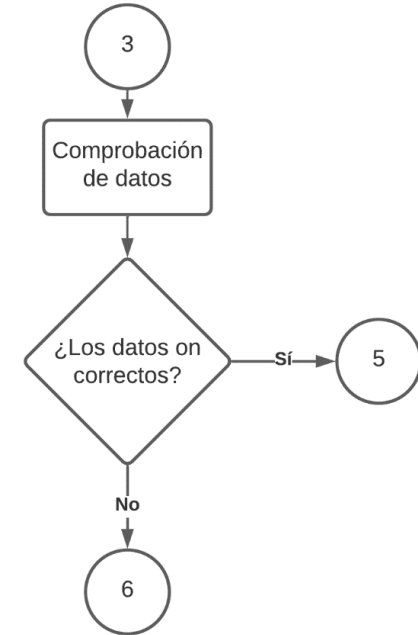 3
Comprobación
de datos
¿Los datos on
correctos?
Sí
5
No
6